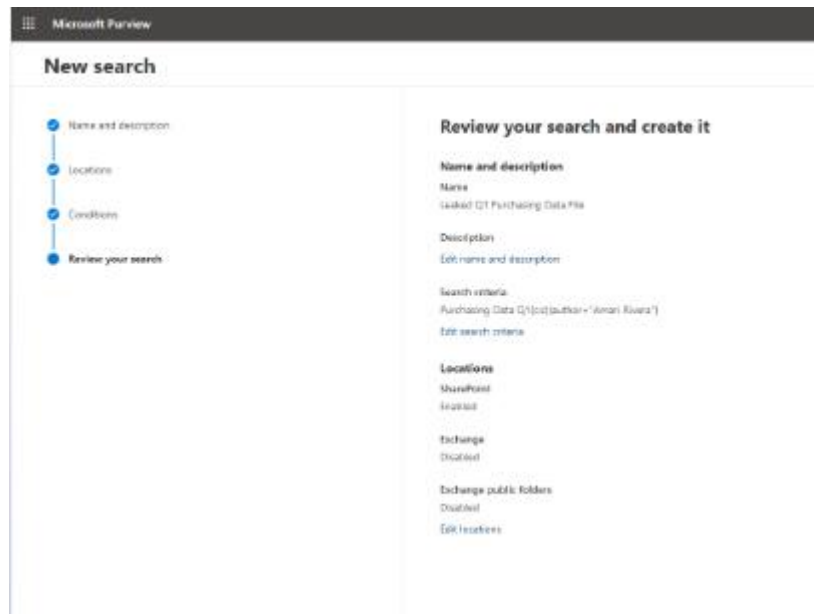 Microsoft Purview
New search
Name and description
Locations
Conditions
Review your search
Review your search and create it
Name and description
Name
Leaked Q1 Purchasing Data File
Description
Edit name and description
Search criteria
Purchasing Data Q1(c:c)(author="Amari Rivera")
Edit search criteria
Locations
SharePoint
Enabled
Exchange
Disabled
Exchange public folders
Disabled
Edit locations